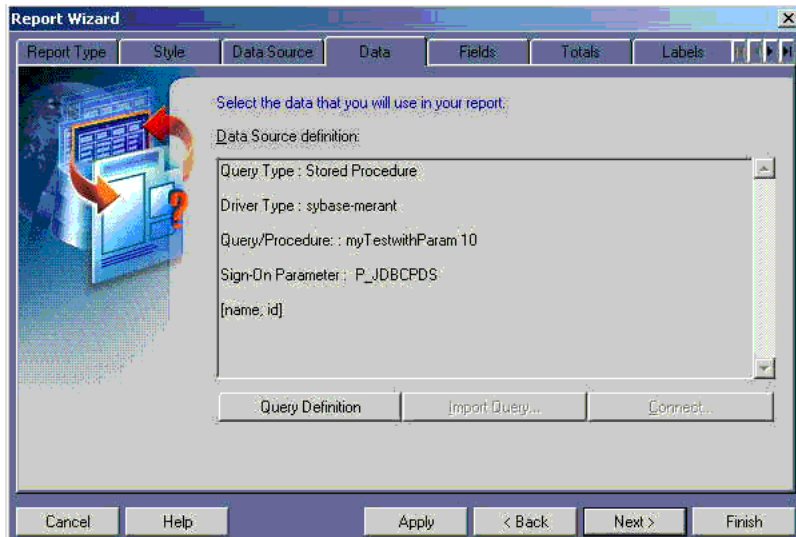 Report Wizard
Report Type Style Data Source Data Fields Totals Labels
Select the data that you will use in your report.
Data Source definition:
Query Type : Stored Procedure
Driver Type : sybase-merant
Query/Procedure: : myTestwithParam 10
Sign-On Parameter : P_JDBCPDS
[name, id]
Query Definition Import Query... Connect...
Cancel Help Apply < Back Next > Finish